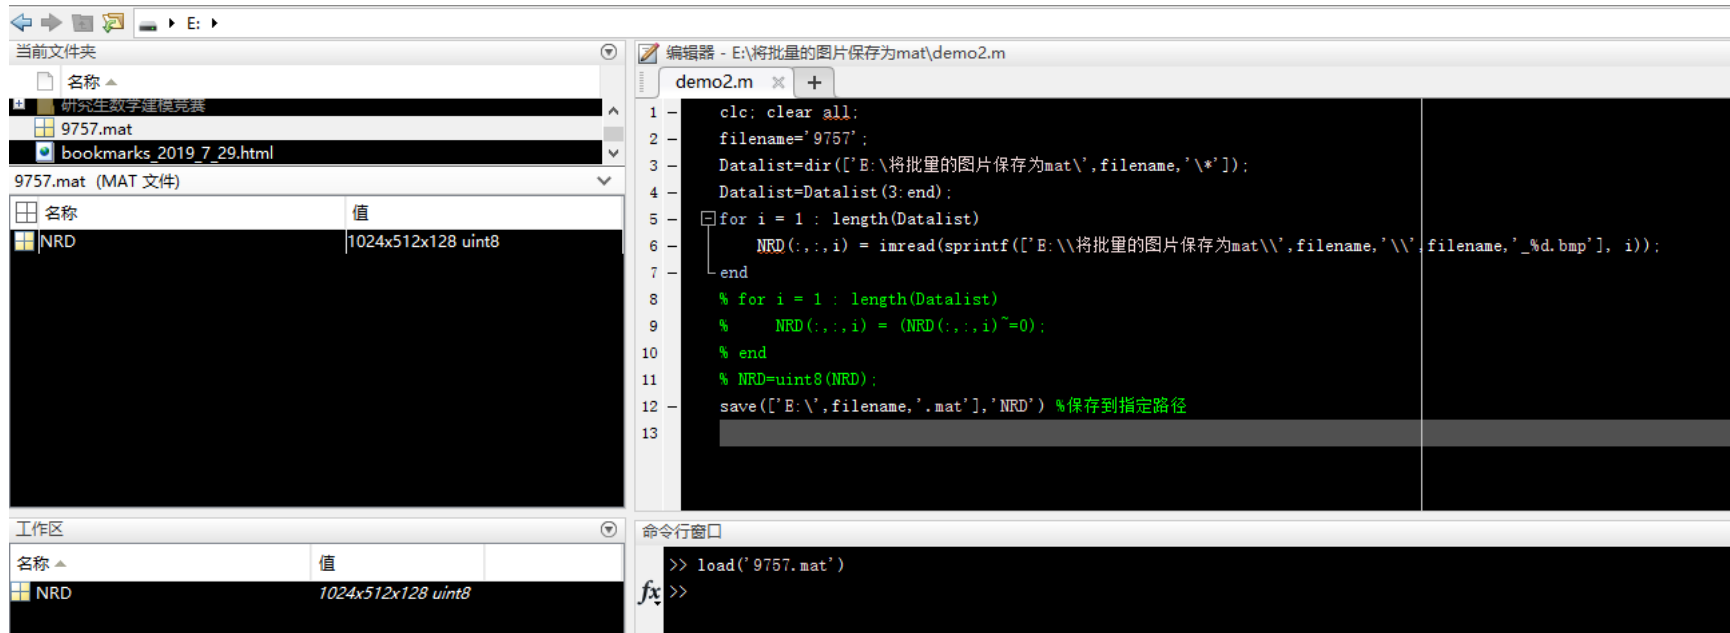 E:
当前文件夹
名称
研究生数学建模竞赛
9757.mat
bookmarks_2019_7_29.html
9757.mat (MAT 文件)
名称 值
NRD 1024x512x128 uint8
工作区
名称 值
NRD 1024x512x128 uint8
编辑器 - E:\将批量的图片保存为mat\demo2.m
demo2.m × +
1 – clc; clear all;
2 – filename='9757';
3 – Datalist=dir(['E:\将批量的图片保存为mat\',filename,'\*']);
4 – Datalist=Datalist(3:end);
5 – for i = 1 : length(Datalist)
6 – NRD(:,:,i) = imread(sprintf(['E:\\将批量的图片保存为mat\\',filename,'\\',filename,'_%d.bmp'], i));
7 – end
8 % for i = 1 : length(Datalist)
9 % NRD(:,:,i) = (NRD(:,:,i)~=0);
10 % end
11 % NRD=uint8(NRD);
12 – save(['E:\',filename,'.mat'],'NRD') %保存到指定路径
13
命令行窗口
>> load('9757.mat')
fx >>